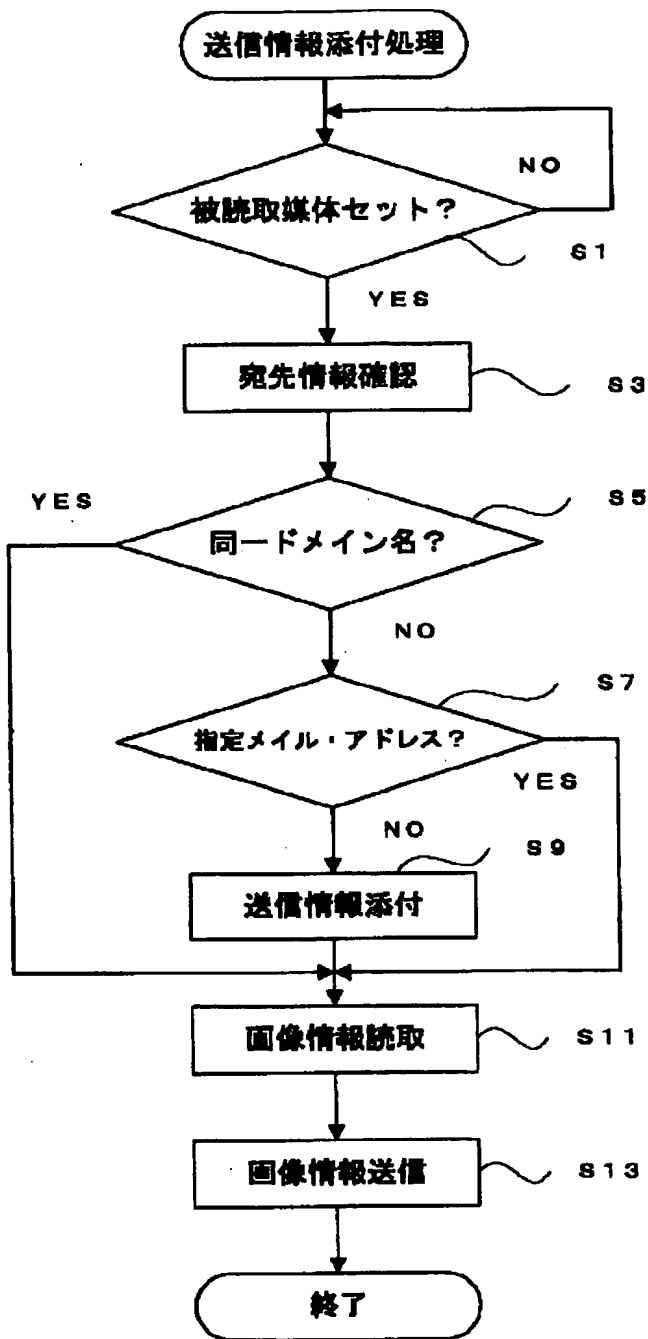 送信情報添付処理
NO
被読取媒体セット？
S1
YES
宛先情報確認
S3
YES
S5
同一ドメイン名？
NO
S7
指定メイル・アドレス？
YES
NO
S9
送信情報添付
画像情報読取
S11
画像情報送信
S13
終了